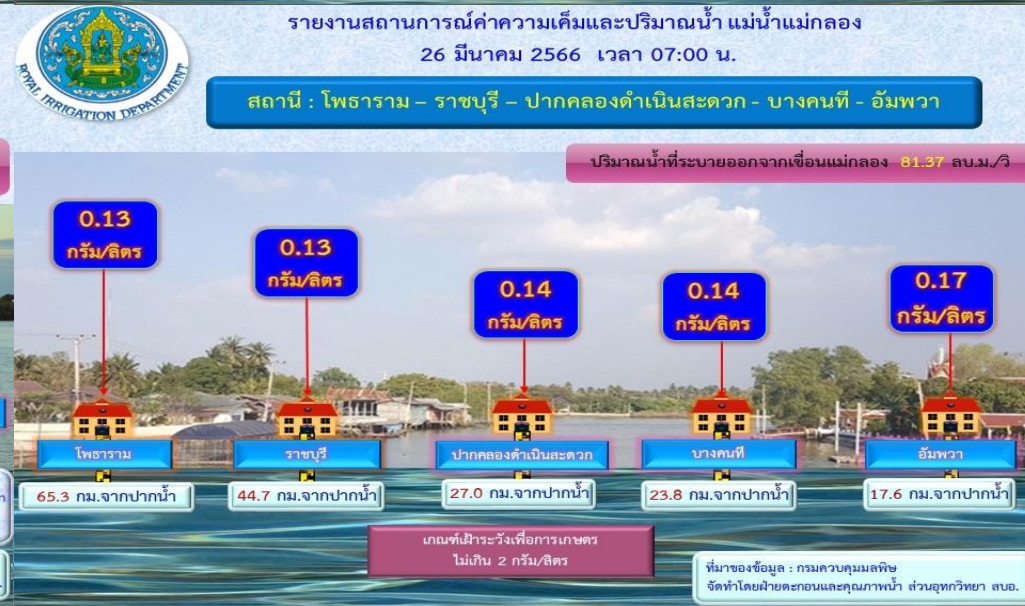 รายงานสถานการณ์ค่าความเค็มและปริมาณน้ำ แม่น้ำแม่กลอง
26 มีนาคม 2566 เวลา 07:00 น.
ROYAL IRRIGATION DEPARTMENT
สถานี : โพธาราม – ราชบุรี – ปากคลองดำเนินสะดวก - บางคนที - อัมพวา
ปริมาณน้ำที่ระบายออกจากเขื่อนแม่กลอง 81.37 ลบ.ม./วิ
0.13
กรัม/ลิตร
0.13
กรัม/ลิตร
0.14
กรัม/ลิตร
0.14
กรัม/ลิตร
0.17
กรัม/ลิตร
โพธาราม
ราชบุรี
ปากคลองดำเนินสะดวก
บางคนที
อัมพวา
65.3 กม.จากปากน้ำ
44.7 กม.จากปากน้ำ
27.0 กม.จากปากน้ำ
23.8 กม.จากปากน้ำ
17.6 กม.จากปากน้ำ
เกณฑ์เฝ้าระวังเพื่อการเกษตร
ไม่เกิน 2 กรัม/ลิตร
ที่มาของข้อมูล : กรมควบคุมมลพิษ
จัดทำโดยฝ่ายตะกอนและคุณภาพน้ำ ส่วนอุทกวิทยา สบอ.